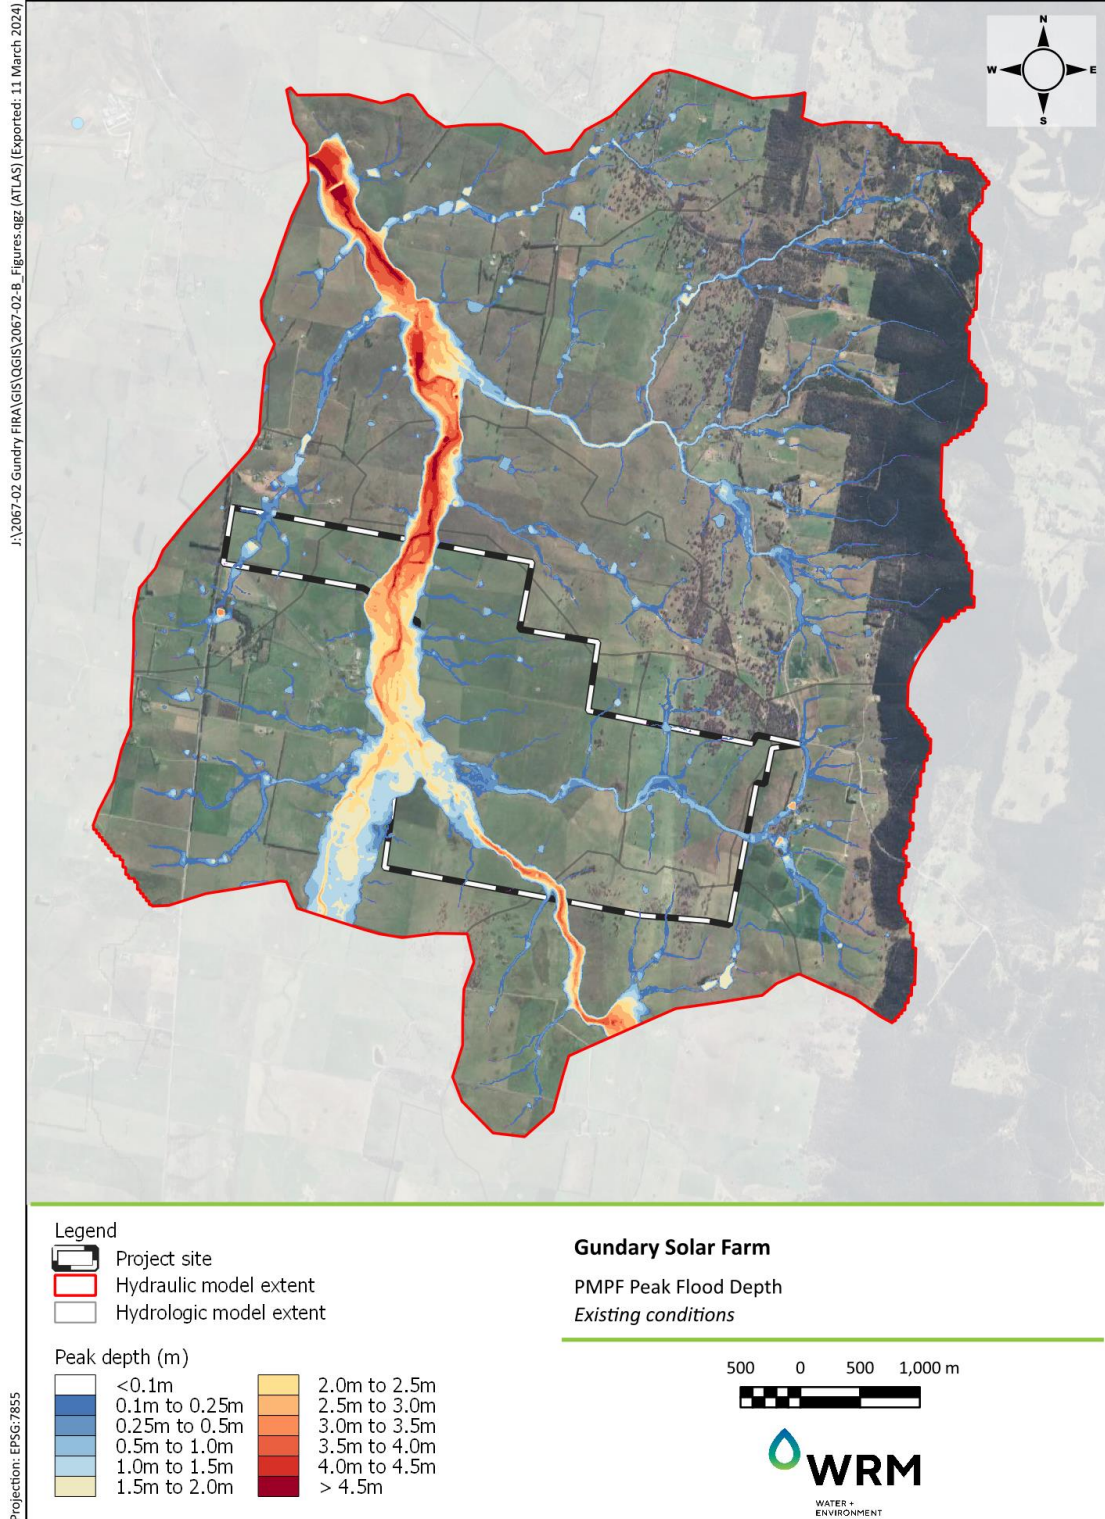 J:\2067-02 Gundry FIRA\GIS\QGIS\2067-02-B_Figures.qgz (ATLAS) (Exported: 11 March 2024)
N
W
E
S
Legend
Project site
Hydraulic model extent
Hydrologic model extent
Peak depth (m)
<0.1m
0.1m to 0.25m
0.25m to 0.5m
0.5m to 1.0m
1.0m to 1.5m
1.5m to 2.0m
2.0m to 2.5m
2.5m to 3.0m
3.0m to 3.5m
3.5m to 4.0m
4.0m to 4.5m
> 4.5m
Gundary Solar Farm
PMPF Peak Flood Depth
Existing conditions
500 0 500 1,000 m
WRM
WATER +
ENVIRONMENT
Projection: EPSG:7855